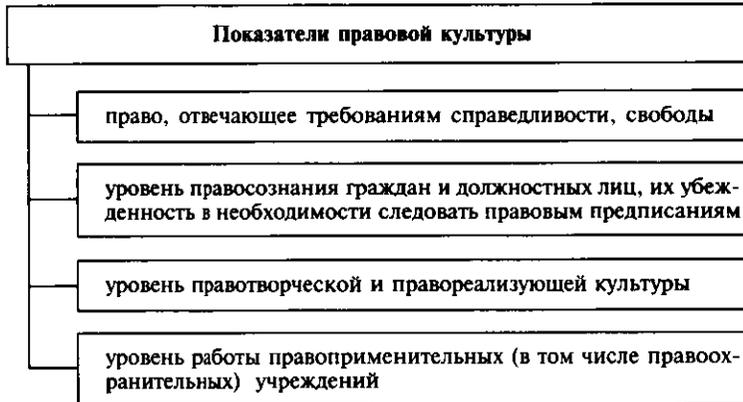 Показатели правовой культуры
право, отвечающее требованиям справедливости, свободы
уровень правосознания граждан и должностных лиц, их убеж-
денность в необходимости следовать правовым предписаниям
уровень правотворческой и правореализующей культуры
уровень работы правоприменительных (в том числе правоох-
ранительных) учреждений